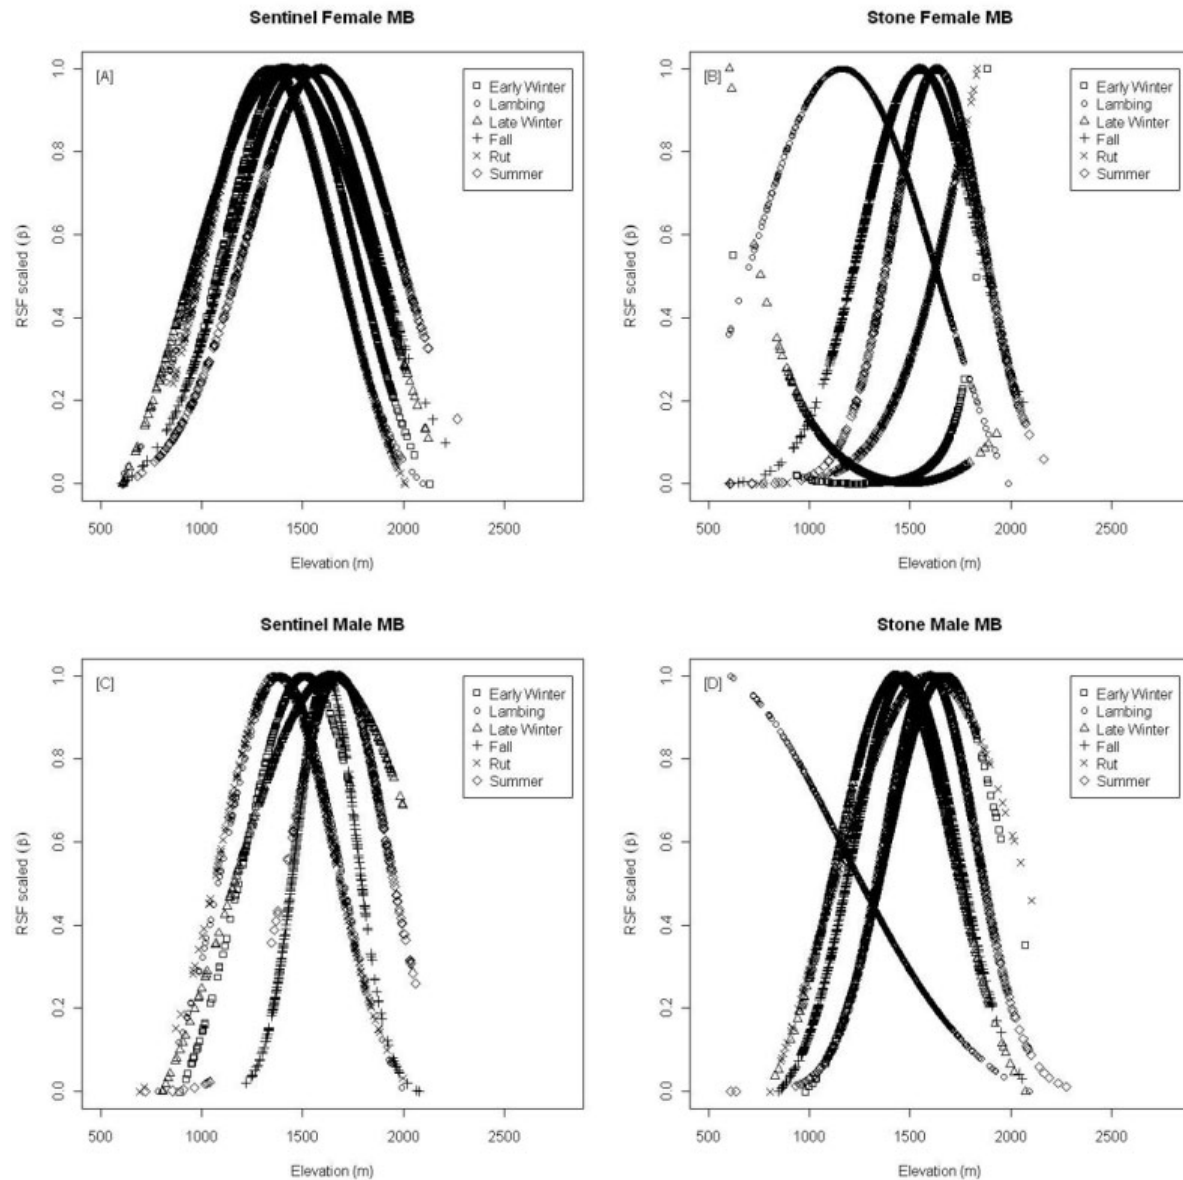 Sentinel Female MB
[A]
Early Winter
Lambing
Late Winter
Fall
Rut
Summer
RSF scaled (β)
0.0 0.2 0.4 0.6 0.8 1.0
500 1000 1500 2000 2500
Elevation (m)
Stone Female MB
[B]
Early Winter
Lambing
Late Winter
Fall
Rut
Summer
RSF scaled (β)
0.0 0.2 0.4 0.6 0.8 1.0
500 1000 1500 2000 2500
Elevation (m)
Sentinel Male MB
[C]
Early Winter
Lambing
Late Winter
Fall
Rut
Summer
RSF scaled (β)
0.0 0.2 0.4 0.6 0.8 1.0
500 1000 1500 2000 2500
Elevation (m)
Stone Male MB
[D]
Early Winter
Lambing
Late Winter
Fall
Rut
Summer
RSF scaled (β)
0.0 0.2 0.4 0.6 0.8 1.0
500 1000 1500 2000 2500
Elevation (m)